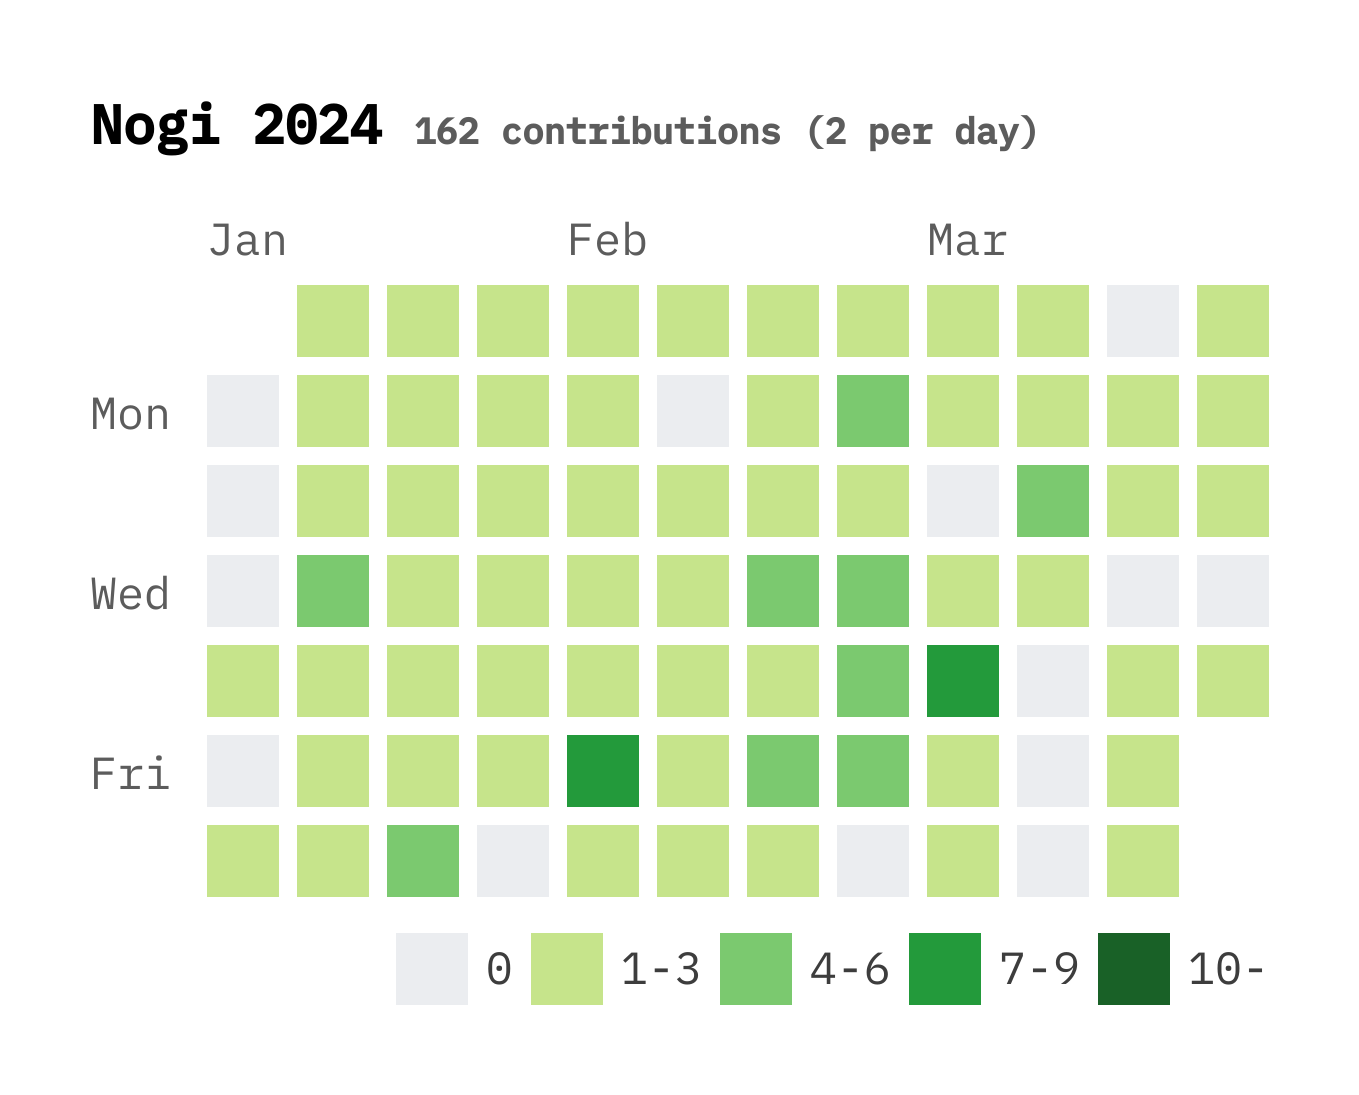 Nogi 2024 162 contributions (2 per day)
Jan Feb Mar
Mon
Wed
Fri
0 1-3 4-6 7-9 10-